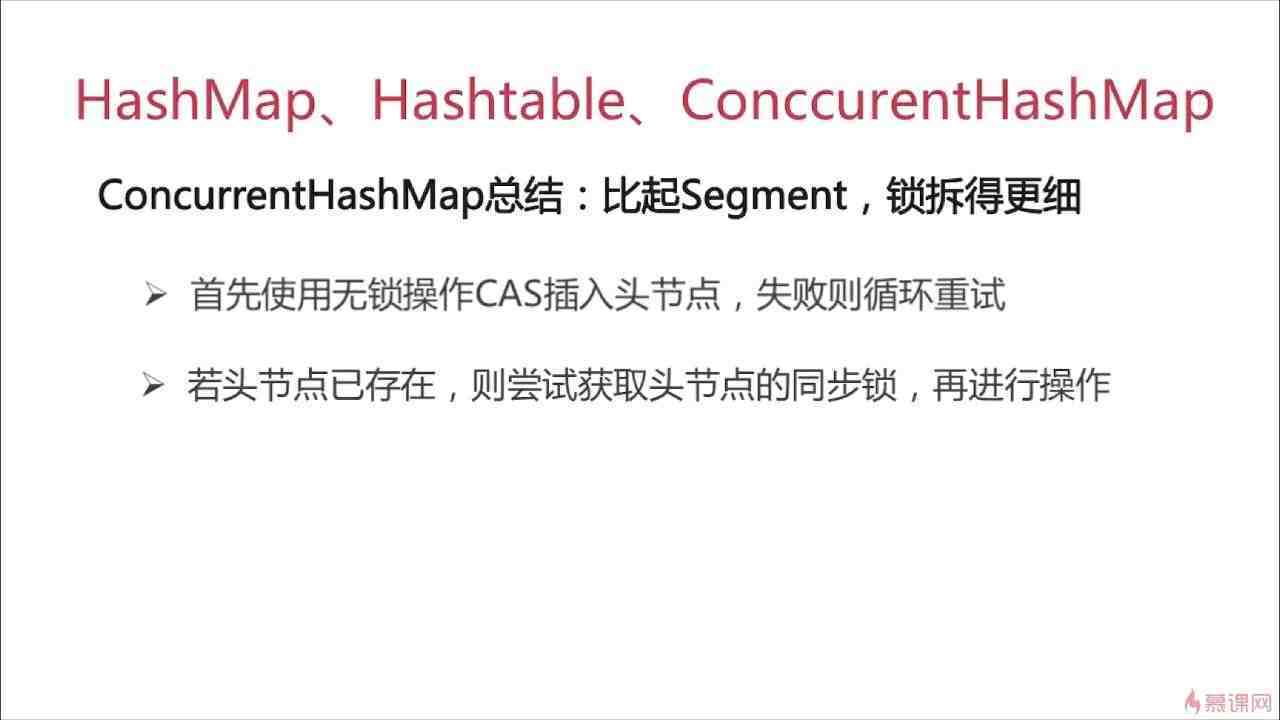 HashMap、Hashtable、ConccurentHashMap
ConcurrentHashMap总结：比起Segment，锁拆得更细
➢ 首先使用无锁操作CAS插入头节点，失败则循环重试
➢ 若头节点已存在，则尝试获取头节点的同步锁，再进行操作
慕课网